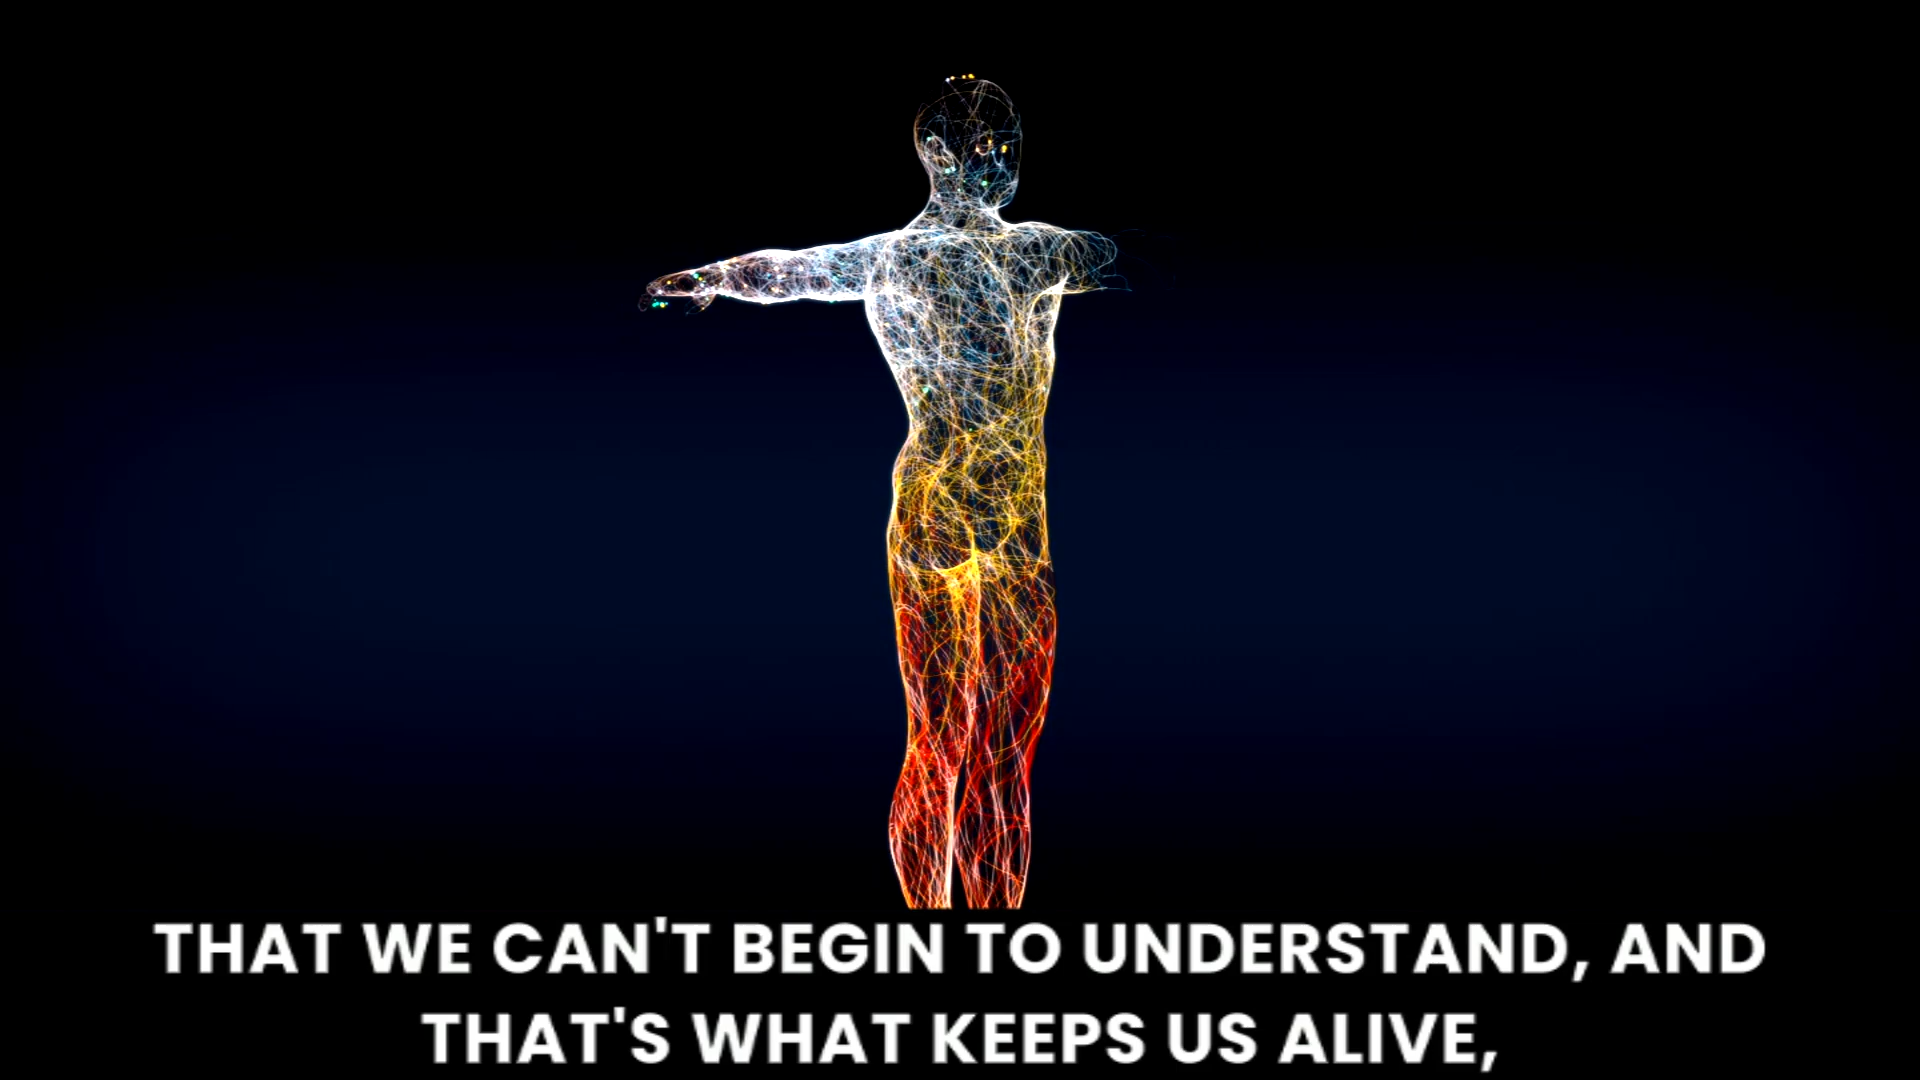 THAT WE CAN'T BEGIN TO UNDERSTAND, AND
THAT'S WHAT KEEPS US ALIVE,